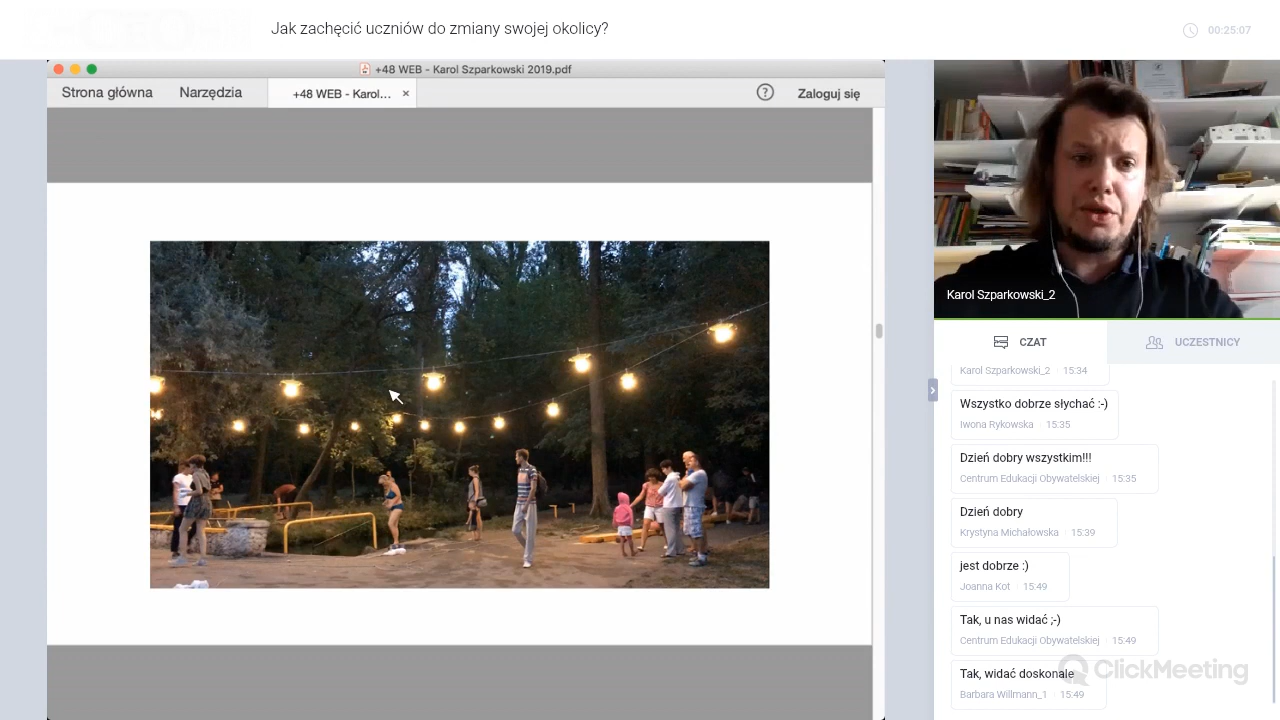 Jak zachęcić uczniów do zmiany swojej okolicy?
00:25:07
+48 WEB - Karol Szparkowski 2019.pdf
Strona główna
Narzędzia
+48 WEB - Karol... ×
?
Zaloguj się
Karol Szparkowski_2
CZAT
UCZESTNICY
Karol Szparkowski_2 15:34
Wszystko dobrze słychać :-)
Iwona Rykowska 15:35
Dzień dobry wszystkim!!!
Centrum Edukacji Obywatelskiej 15:35
Dzień dobry
Krystyna Michałowska 15:39
jest dobrze :)
Joanna Kot 15:49
Tak, u nas widać ;-)
Centrum Edukacji Obywatelskiej 15:49
Tak, widać doskonale
Barbara Willmann_1 15:49
ClickMeeting